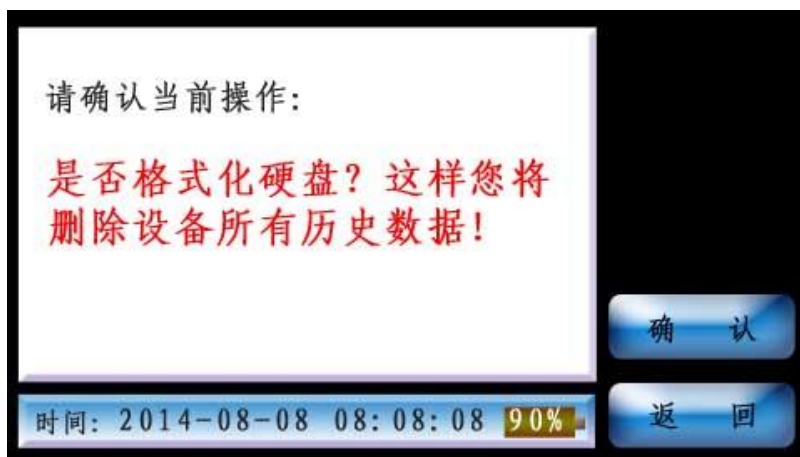 请确认当前操作:
是否格式化硬盘？这样您将
删除设备所有历史数据！
确 认
时间: 2014-08-08 08:08:08 90%
返 回